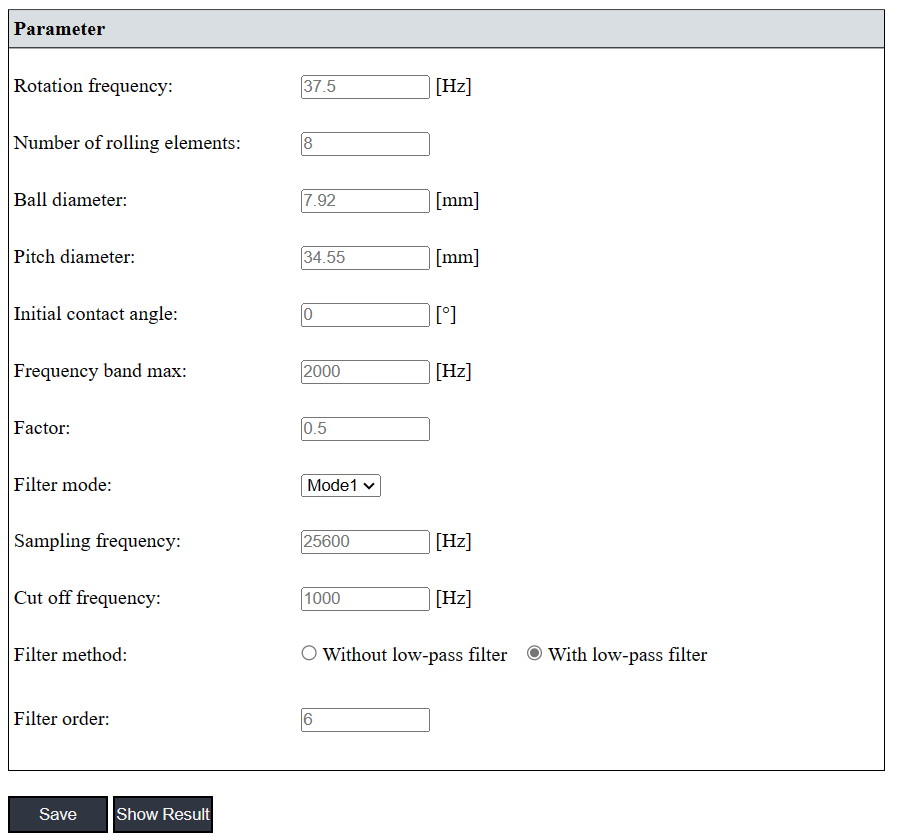 Parameter
Rotation frequency: 37.5 [Hz]
Number of rolling elements: 8
Ball diameter: 7.92 [mm]
Pitch diameter: 34.55 [mm]
Initial contact angle: 0 [°]
Frequency band max: 2000 [Hz]
Factor: 0.5
Filter mode: Mode1
Sampling frequency: 25600 [Hz]
Cut off frequency: 1000 [Hz]
Filter method: Without low-pass filter With low-pass filter
Filter order: 6
Save Show Result